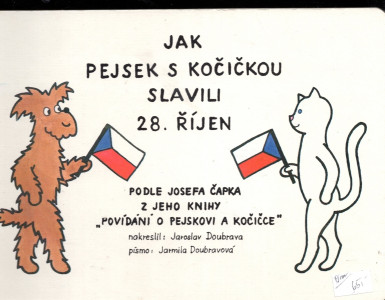 JAK
PEJSEK S KOČIČKOU
SLAVILI
28. ŘÍJEN
PODLE JOSEFA ČAPKA
Z JEHO KNIHY
„POVÍDÁNÍ O PEJSKOVI A KOČIČCE"
nakreslil: Jaroslav Doubrava
písmo: Jarmila Doubravová
65,-